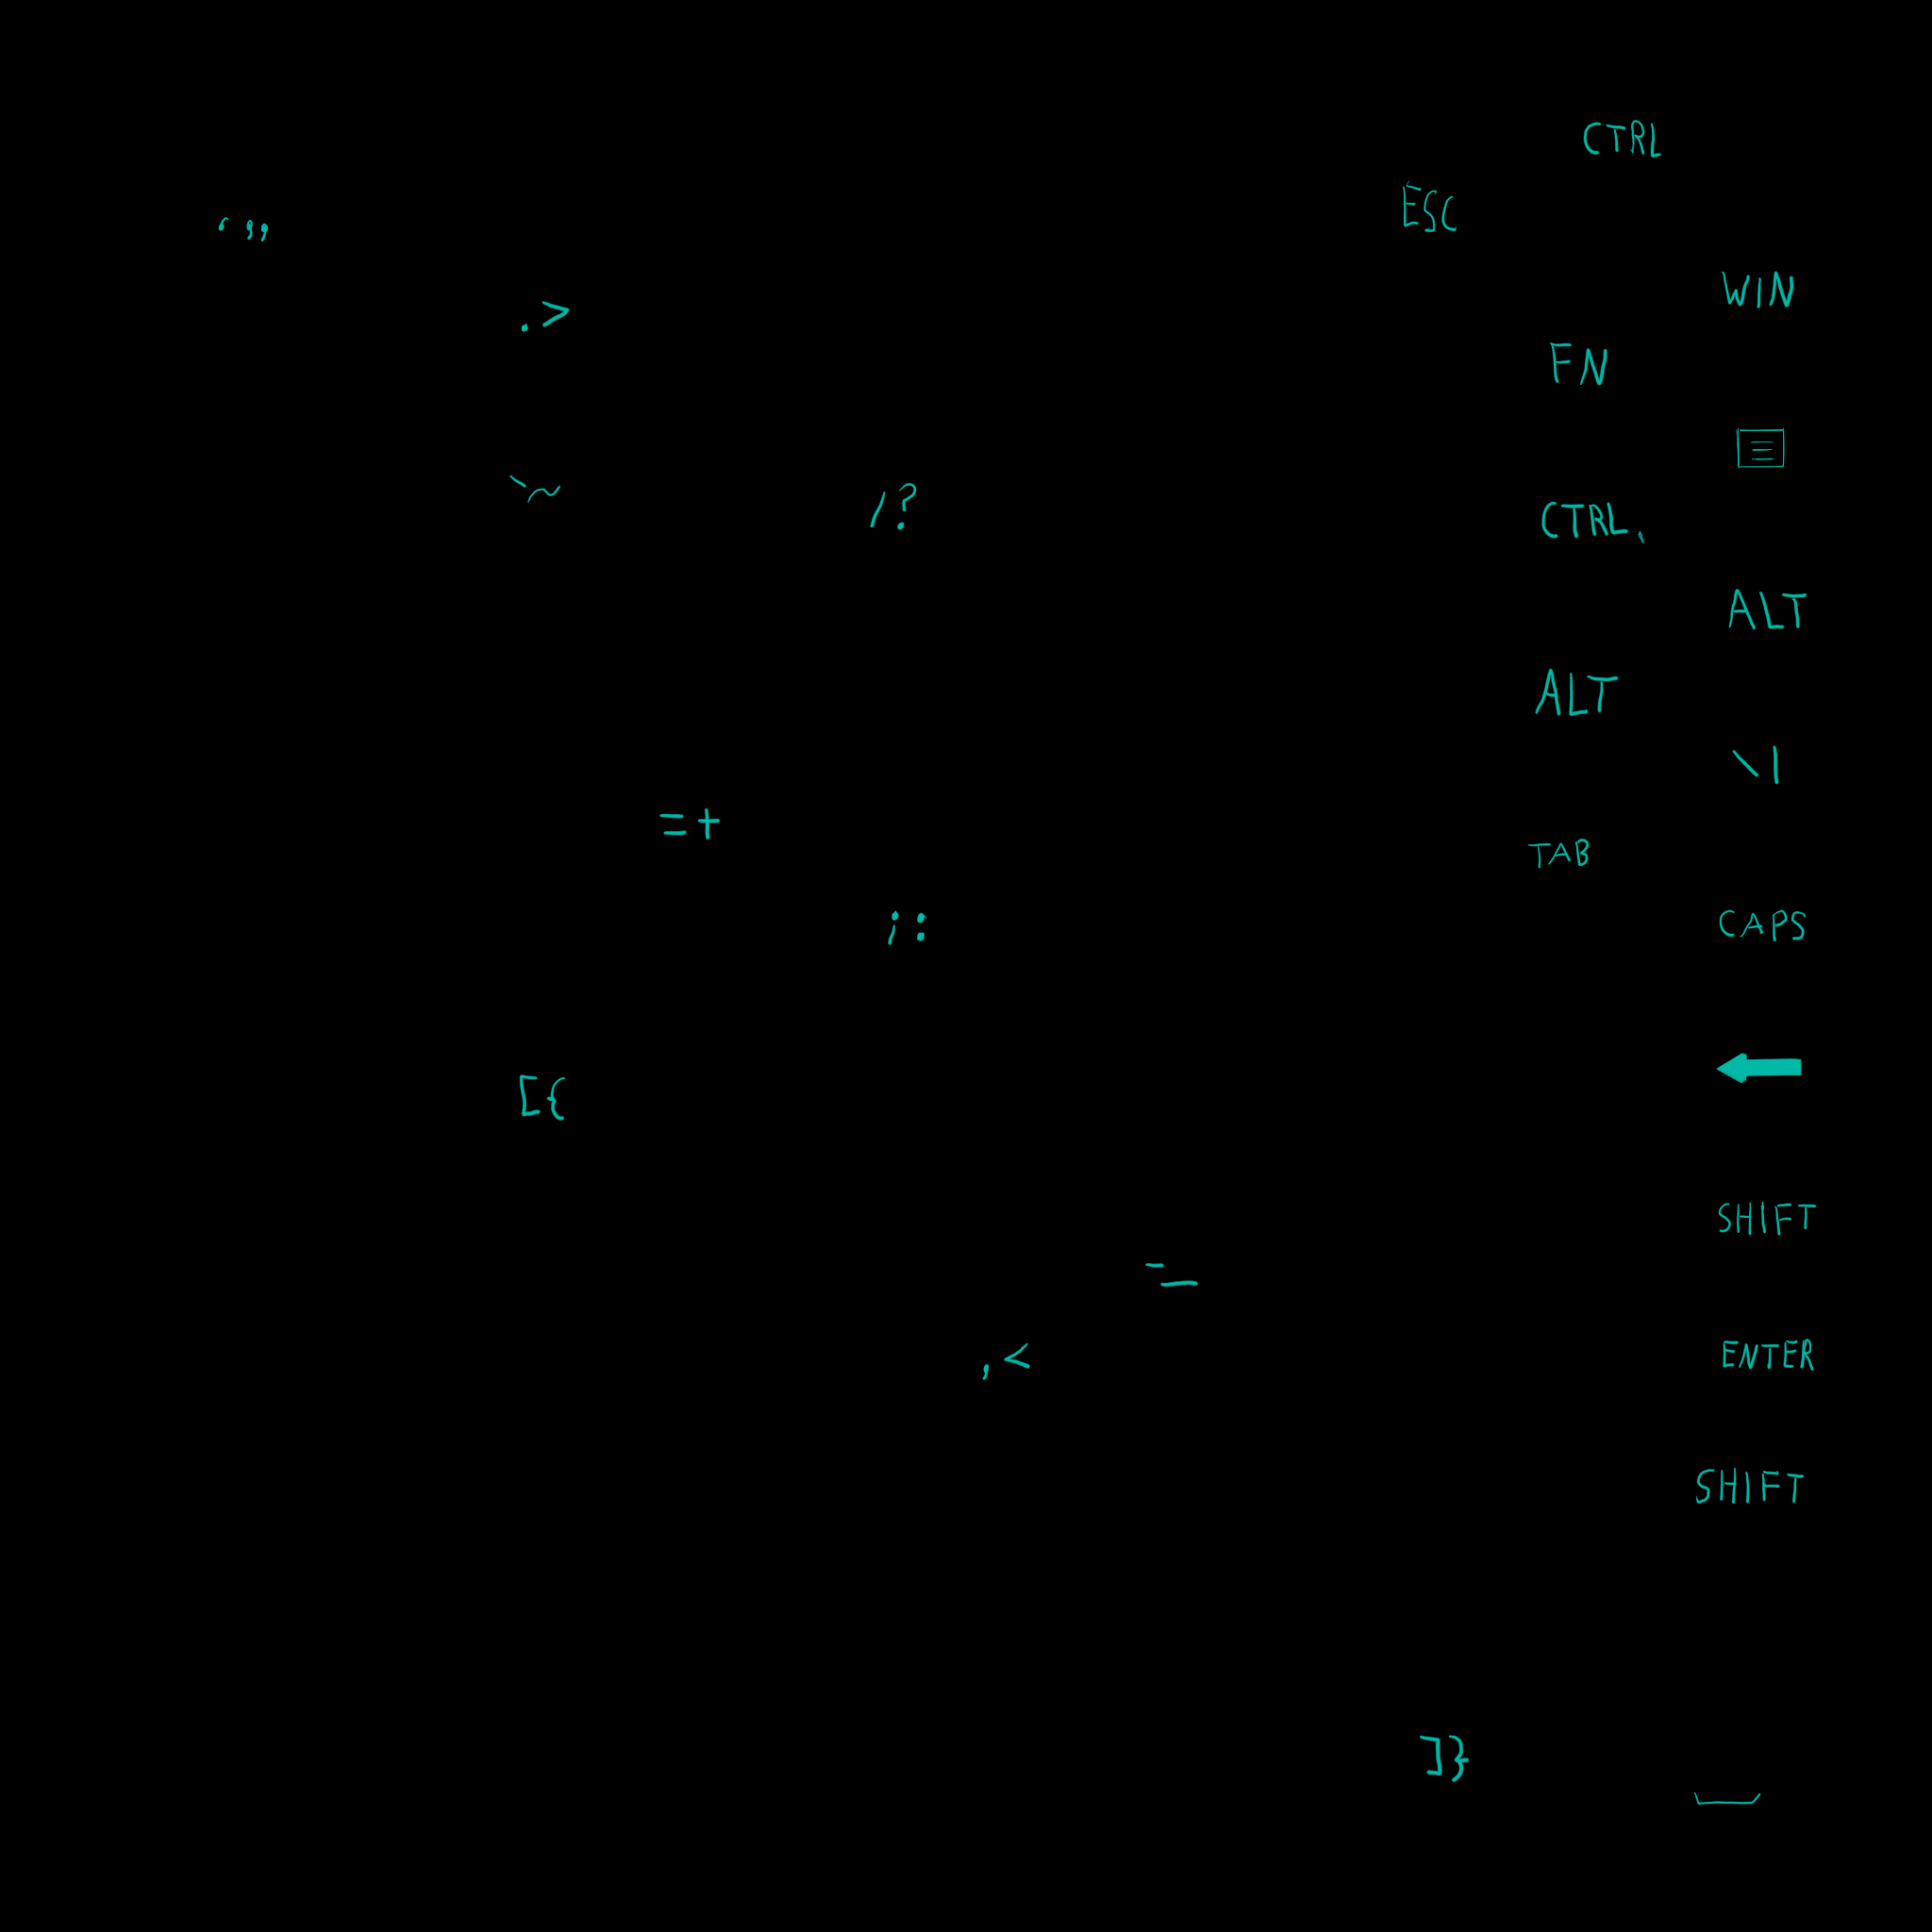 CTRL
ESC
' "
WIN
. >
FN
` ~
/ ?
CTRL
ALT
ALT
\ |
= +
TAB
; :
CAPS
[ {
SHIFT
- _
, <
ENTER
SHIFT
] }